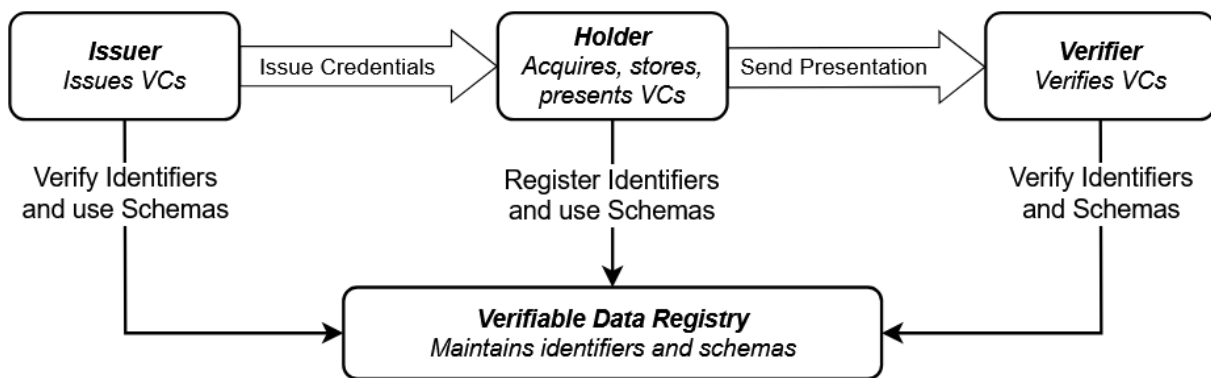 Issuer
Issues VCs
Issue Credentials
Holder
Acquires, stores,
presents VCs
Send Presentation
Verifier
Verifies VCs
Verify Identifiers
and use Schemas
Register Identifiers
and use Schemas
Verify Identifiers
and Schemas
Verifiable Data Registry
Maintains identifiers and schemas